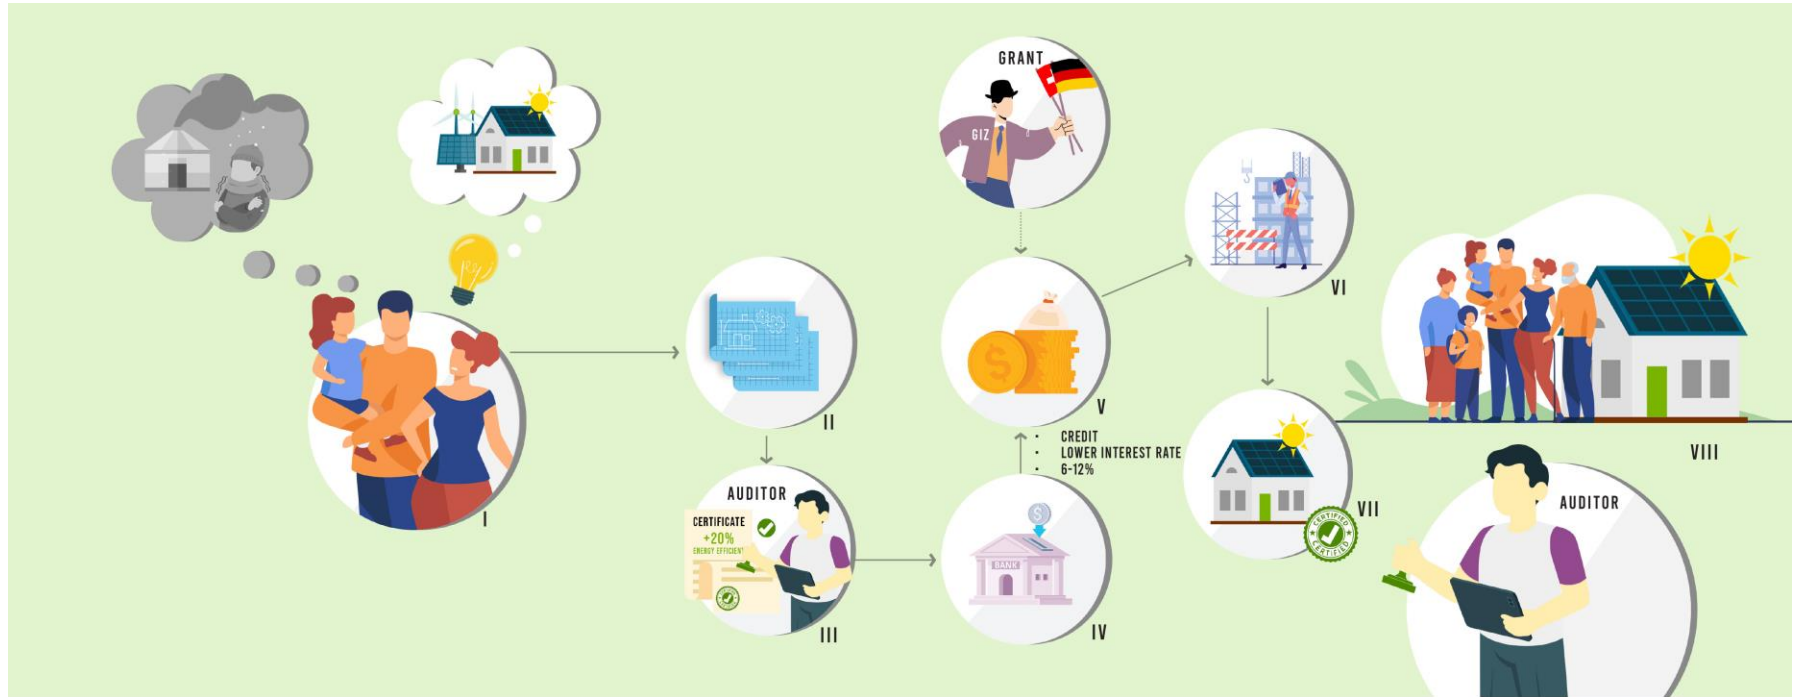 I
II
AUDITOR
CERTIFICATE
+20%
ENERGY EFFICIENT
III
BANK
IV
GRANT
GIZ
$
V
CREDIT
LOWER INTEREST RATE
6-12%
$
VI
VII
CERTIFIED
CERTIFIED
VIII
AUDITOR